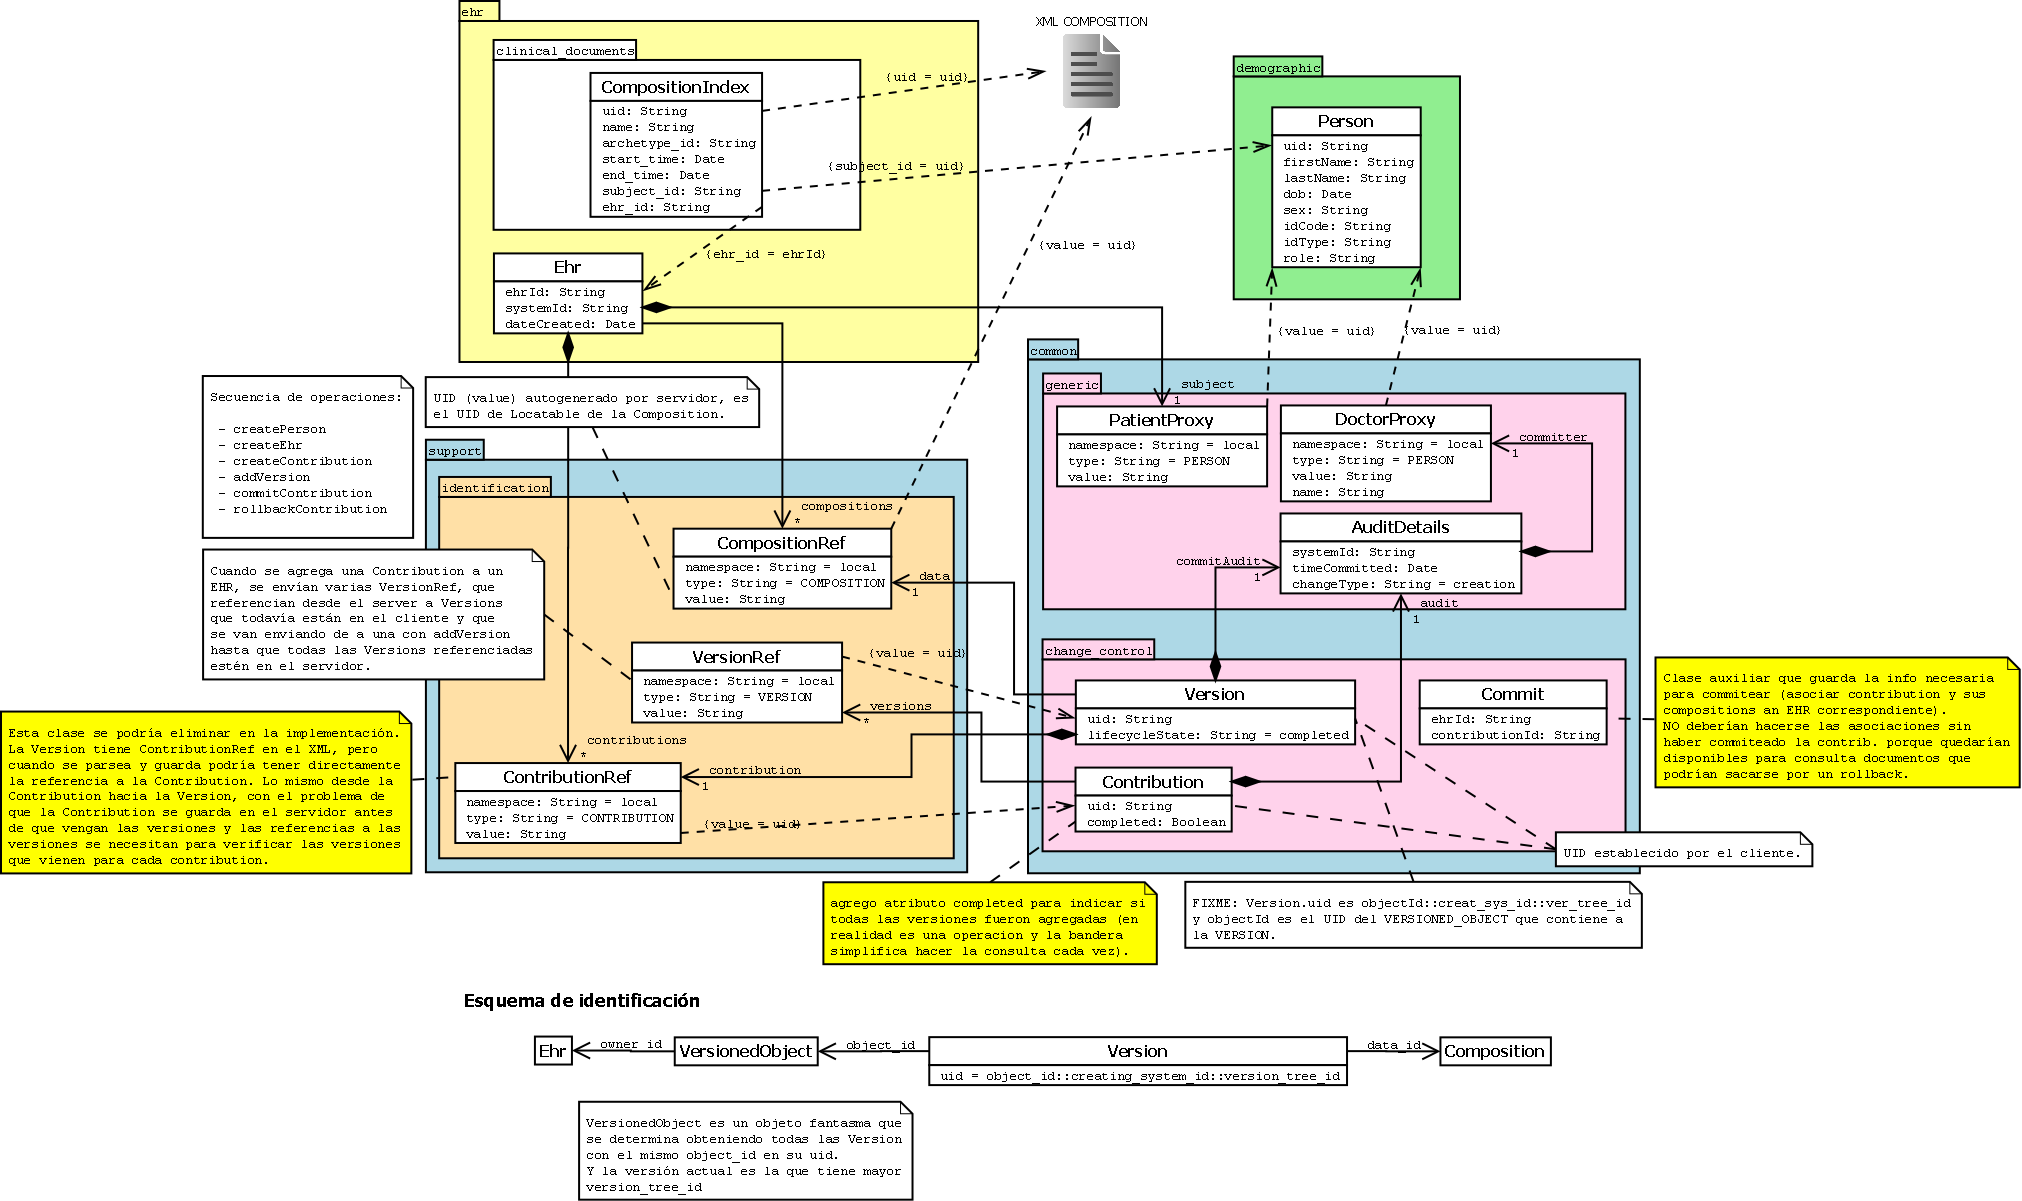 ehr
clinical_documents
CompositionIndex
uid: String
name: String
archetype_id: String
start_time: Date
end_time: Date
subject_id: String
ehr_id: String
{uid = uid}
XML COMPOSITION
{subject_id = uid}
{ehr_id = ehrId}
{value = uid}
demographic
Person
uid: String
firstName: String
lastName: String
dob: Date
sex: String
idCode: String
idType: String
role: String
{value = uid}
{value = uid}
Ehr
ehrId: String
systemId: String
dateCreated: Date
Secuencia de operaciones:
- createPerson
- createEhr
- createContribution
- addVersion
- commitContribution
- rollbackContribution
UID (value) autogenerado por servidor, es
el UID de Locatable de la Composition.
common
generic
subject
1
PatientProxy
namespace: String = local
type: String = PERSON
value: String
DoctorProxy
namespace: String = local
type: String = PERSON
value: String
name: String
committer
1
AuditDetails
systemId: String
timeCommitted: Date
changeType: String = creation
commitAudit
1
audit
1
support
identification
compositions
*
CompositionRef
namespace: String = local
type: String = COMPOSITION
value: String
data
1
Cuando se agrega una Contribution a un
EHR, se envían varias VersionRef, que
referencian desde el server a Versions
que todavía están en el cliente y que
se van enviando de a una con addVersion
hasta que todas las Versions referenciadas
estén en el servidor.
VersionRef
namespace: String = local
type: String = VERSION
value: String
{value = uid}
versions
*
contributions
*
ContributionRef
namespace: String = local
type: String = CONTRIBUTION
value: String
contribution
1
{value = uid}
change_control
Version
uid: String
lifecycleState: String = completed
Commit
ehrId: String
contributionId: String
Contribution
uid: String
completed: Boolean
Clase auxiliar que guarda la info necesaria
para commitear (asociar contribution y sus
compositions an EHR correspondiente).
NO deberían hacerse las asociaciones sin
haber commiteado la contrib. porque quedarían
disponibles para consulta documentos que
podrían sacarse por un rollback.
Esta clase se podría eliminar en la implementación.
La Version tiene ContributionRef en el XML, pero
cuando se parsea y guarda podría tener directamente
la referencia a la Contribution. Lo mismo desde la
Contribution hacia la Version, con el problema de
que la Contribution se guarda en el servidor antes
de que vengan las versiones y las referencias a las
versiones se necesitan para verificar las versiones
que vienen para cada contribution.
UID establecido por el cliente.
agrego atributo completed para indicar si
todas las versiones fueron agregadas (en
realidad es una operacion y la bandera
simplifica hacer la consulta cada vez).
FIXME: Version.uid es objectId::creat_sys_id::ver_tree_id
y objectId es el UID del VERSIONED_OBJECT que contiene a
la VERSION.
Esquema de identificación
Ehr
owner_id
VersionedObject
object_id
Version
uid = object_id::creating_system_id::version_tree_id
data_id
Composition
VersionedObject es un objeto fantasma que
se determina obteniendo todas las Version
con el mismo object_id en su uid.
Y la versión actual es la que tiene mayor
version_tree_id